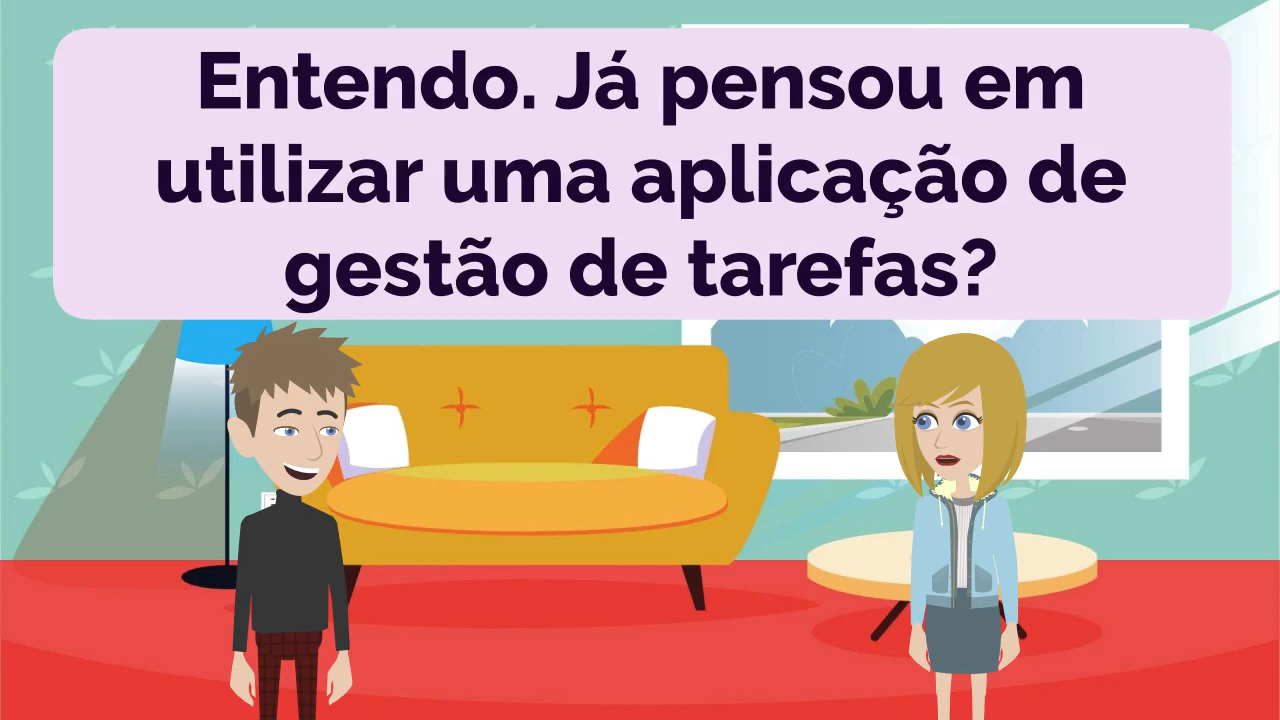 Entendo. Já pensou em
utilizar uma aplicação de
gestão de tarefas?